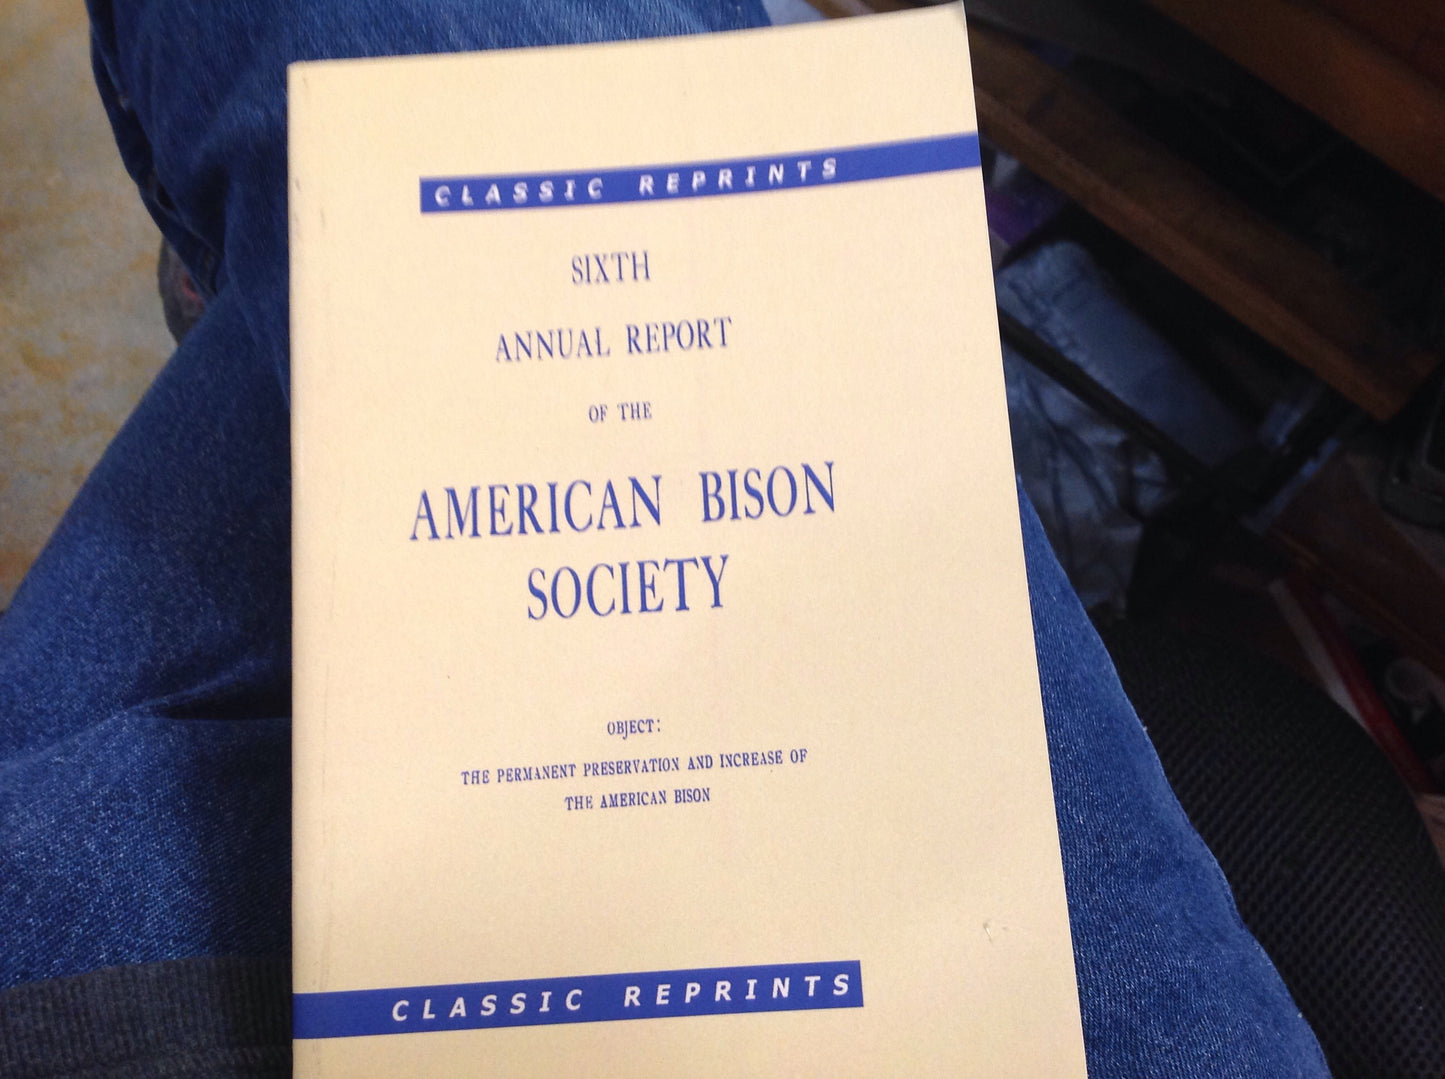 CLASSIC REPRINTS
SIXTH
ANNUAL REPORT
OF THE
AMERICAN BISON
SOCIETY
OBJECT:
THE PERMANENT PRESERVATION AND INCREASE OF
THE AMERICAN BISON
CLASSIC REPRINTS